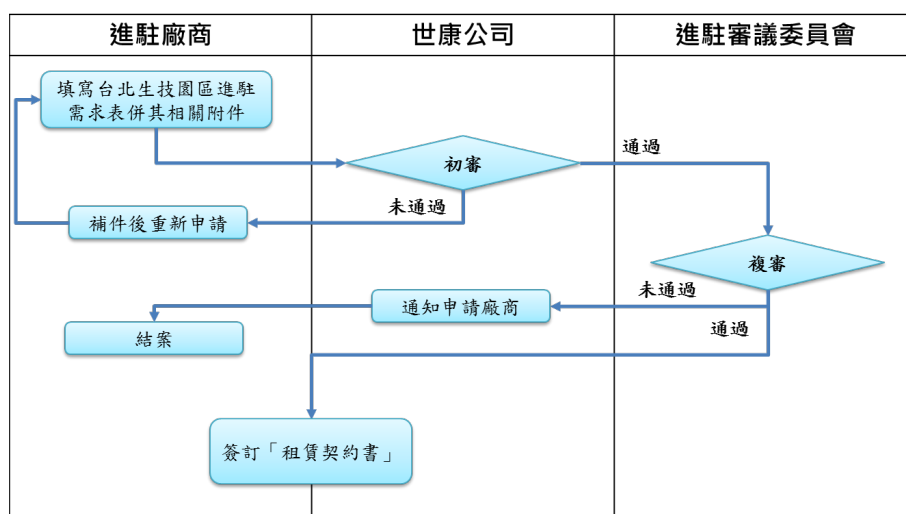 進駐廠商
世康公司
進駐審議委員會
填寫台北生技園區進駐
需求表併其相關附件
初審
通過
未通過
補件後重新申請
複審
未通過
通知申請廠商
通過
結案
簽訂「租賃契約書」